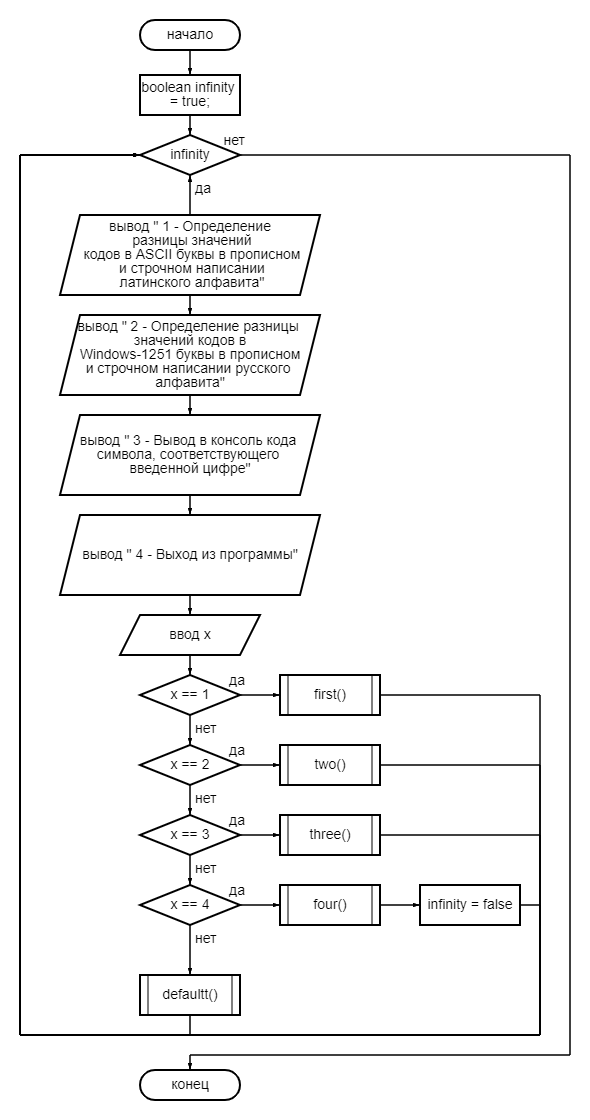 начало
boolean infinity
= true;
infinity
нет
да
вывод " 1 - Определение
разницы значений
кодов в ASCII буквы в прописном
и строчном написании
латинского алфавита"
вывод " 2 - Определение разницы
значений кодов в
Windows-1251 буквы в прописном
и строчном написании русского
алфавита"
вывод " 3 - Вывод в консоль кода
символа, соответствующего
введенной цифре"
вывод " 4 - Выход из программы"
ввод x
x == 1
да
first()
нет
x == 2
да
two()
нет
x == 3
да
three()
нет
x == 4
да
four()
infinity = false
нет
defaultt()
конец